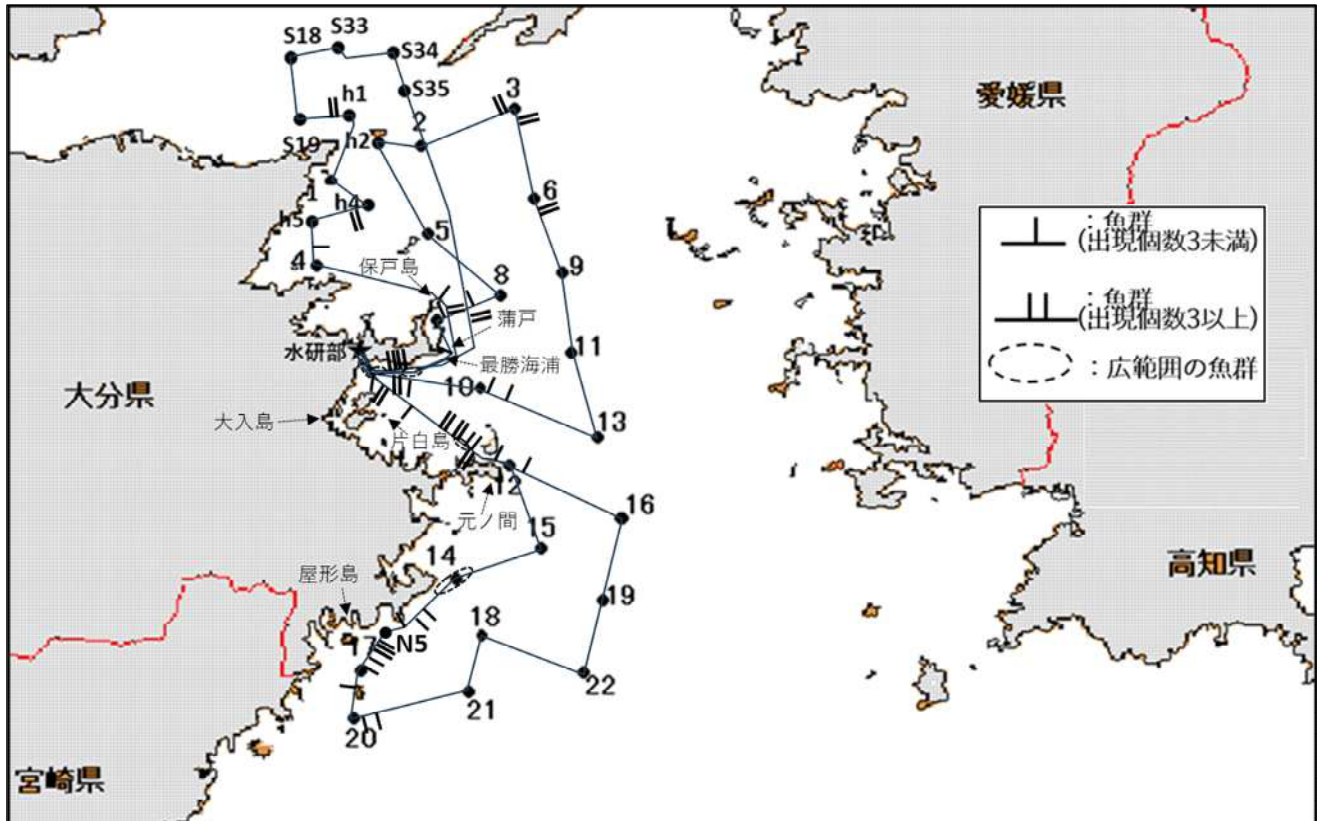 S33
S18
S34
S35
3
愛媛県
h1
S19
h2
2
1
h4
6
h5
5
：魚群
(出現個数3未満)
4
9
保戸島
8
：魚群
(出現個数3以上)
蒲戸
水研部
11
最勝海浦
：広範囲の魚群
大分県
10
大入島
片白島
13
12
元ノ間
16
15
14
高知県
屋形島
19
18
17
N5
22
21
20
宮崎県